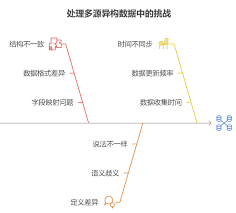 处理多源异构数据中的挑战
结构不一致
数据格式差异
字段映射问题
时间不同步
数据更新频率
数据收集时间
说法不一样
语义歧义
定义差异